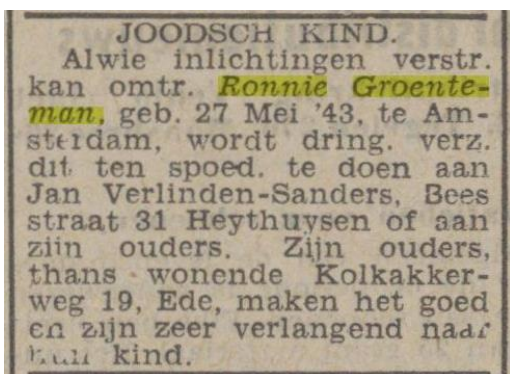 JOODSCH KIND.
Alwie inlichtingen verstr.
kan omtr. Ronnie Groente-
man, geb. 27 Mei '43, te Am-
sterdam, wordt dring. verz.
dit ten spoed. te doen aan
Jan Verlinden-Sanders, Bees
straat 31 Heythuysen of aan
zijn ouders. Zijn ouders,
thans wonende Kolkakker-
weg 19, Ede, maken het goed
en zijn zeer verlangend naar
hun kind.